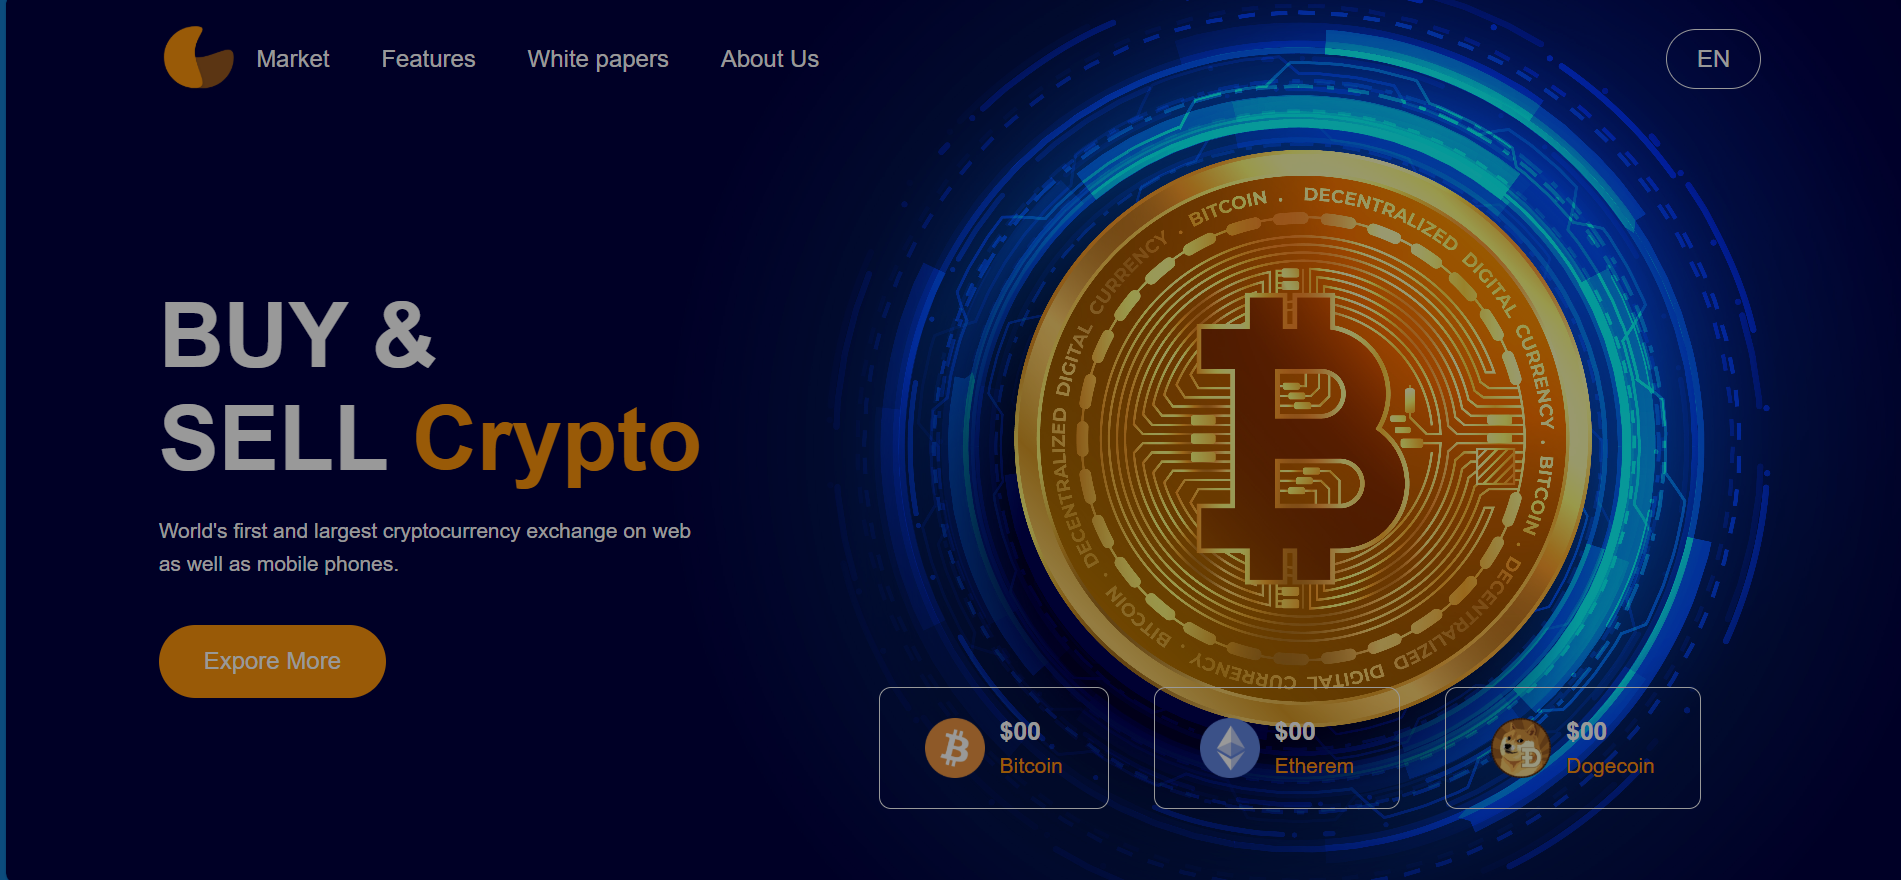 Market Features White papers About Us EN
BUY &
SELL Crypto
World's first and largest cryptocurrency exchange on web
as well as mobile phones.
Expore More
BITCOIN . DECENTRALIZED DIGITAL CURRENCY . BITCOIN . DECENTRALIZED DIGITAL CURRENCY . BITCOIN . DECENTRALIZED DIGITAL CURRENCY .
$00
Bitcoin
$00
Etherem
$00
Dogecoin